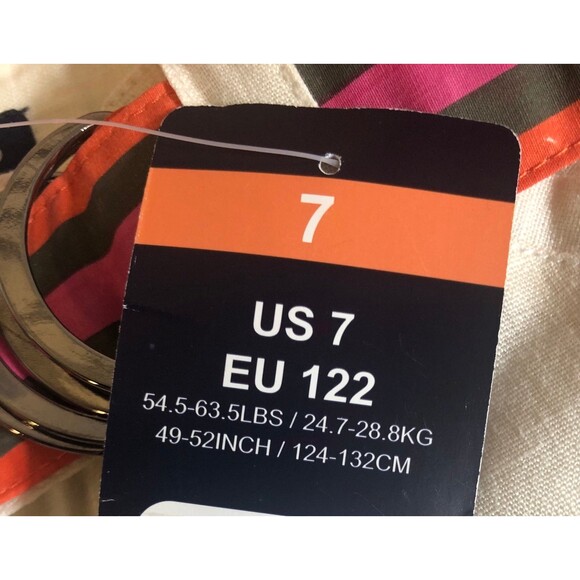 7
US 7
EU 122
54.5-63.5LBS / 24.7-28.8KG
49-52INCH / 124-132CM